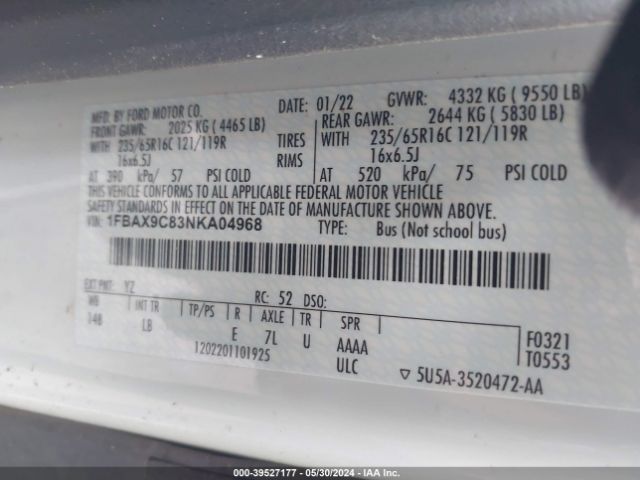 MFD. BY FORD MOTOR CO.
DATE: 01/22 GVWR: 4332 KG ( 9550 LB)
FRONT GAWR: 2025 KG ( 4465 LB) REAR GAWR: 2644 KG ( 5830 LB)
WITH 235/65R16C 121/119R TIRES WITH 235/65R16C 121/119R
16x6.5J RIMS 16x6.5J
AT 390 kPa/ 57 PSI COLD AT 520 kPa/ 75 PSI COLD
THIS VEHICLE CONFORMS TO ALL APPLICABLE FEDERAL MOTOR VEHICLE
SAFETY STANDARDS IN EFFECT ON THE DATE OF MANUFACTURE SHOWN ABOVE.
VIN: 1FBAX9C83NKA04968 TYPE: Bus (Not school bus)
EXT PNT: YZ RC: 52 DSO:
WB INT TR TP/PS R AXLE TR SPR
148 LB E 7L U AAAA F0321
1202201101925 ULC T0553
▽ 5U5A-3520472-AA
000-39527177 - 05/30/2024 - IAAI.COM